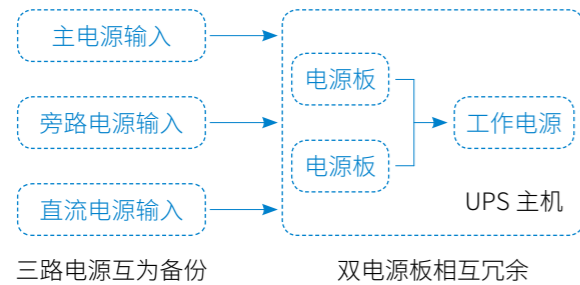 主电源输入
旁路电源输入
直流电源输入
电源板
电源板
工作电源
UPS 主机
三路电源互为备份
双电源板相互冗余